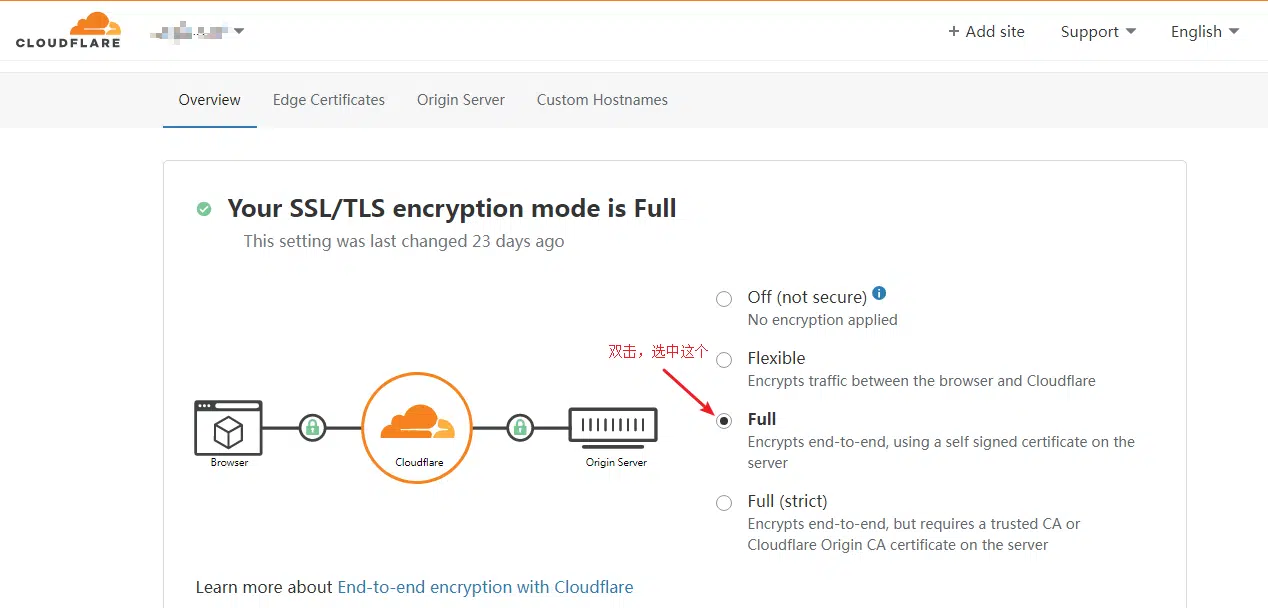 CLOUDFLARE
+ Add site Support English
Overview Edge Certificates Origin Server Custom Hostnames
Your SSL/TLS encryption mode is Full
This setting was last changed 23 days ago
Off (not secure)
No encryption applied
双击，选中这个
Flexible
Encrypts traffic between the browser and Cloudflare
Full
Encrypts end-to-end, using a self signed certificate on the
server
Browser Cloudflare Origin Server
Full (strict)
Encrypts end-to-end, but requires a trusted CA or
Cloudflare Origin CA certificate on the server
Learn more about End-to-end encryption with Cloudflare